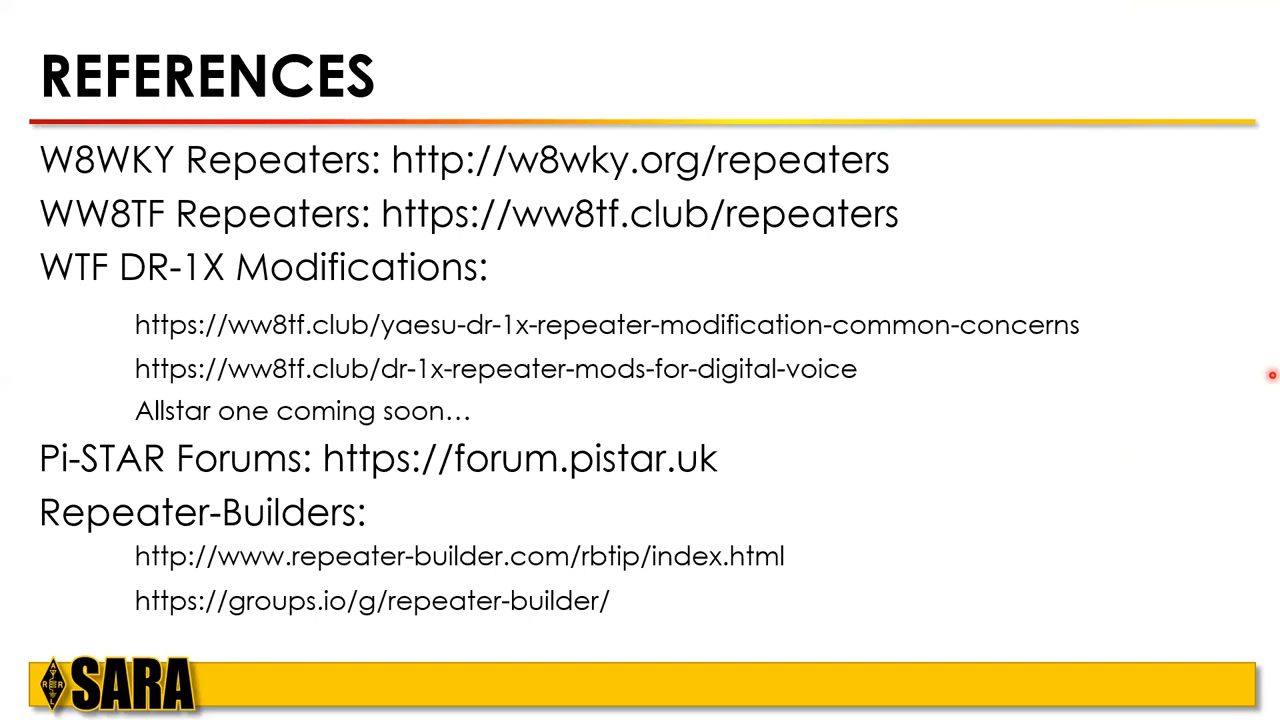 REFERENCES
W8WKY Repeaters: http://w8wky.org/repeaters
WW8TF Repeaters: https://ww8tf.club/repeaters
WTF DR-1X Modifications:
https://ww8tf.club/yaesu-dr-1x-repeater-modification-common-concerns
https://ww8tf.club/dr-1x-repeater-mods-for-digital-voice
Allstar one coming soon…
Pi-STAR Forums: https://forum.pistar.uk
Repeater-Builders:
http://www.repeater-builder.com/rbtip/index.html
https://groups.io/g/repeater-builder/
A R R L SARA